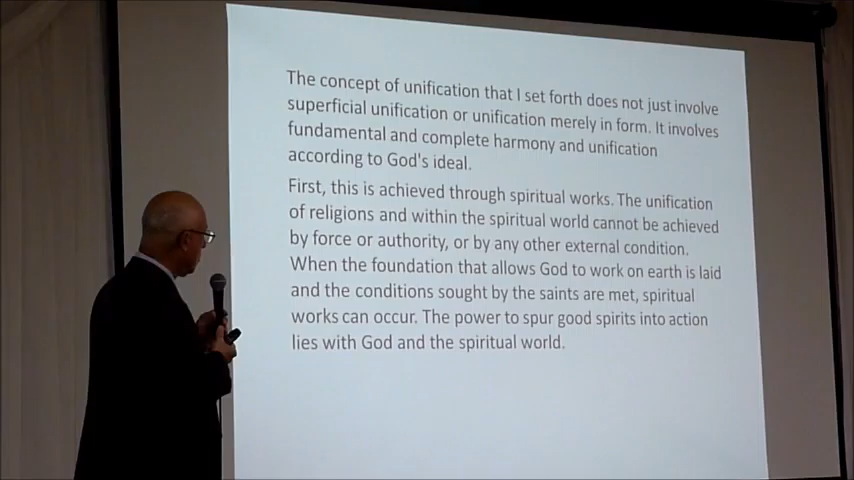 The concept of unification that I set forth does not just involve
superficial unification or unification merely in form. It involves
fundamental and complete harmony and unification
according to God's ideal.
First, this is achieved through spiritual works. The unification
of religions and within the spiritual world cannot be achieved
by force or authority, or by any other external condition.
When the foundation that allows God to work on earth is laid
and the conditions sought by the saints are met, spiritual
works can occur. The power to spur good spirits into action
lies with God and the spiritual world.